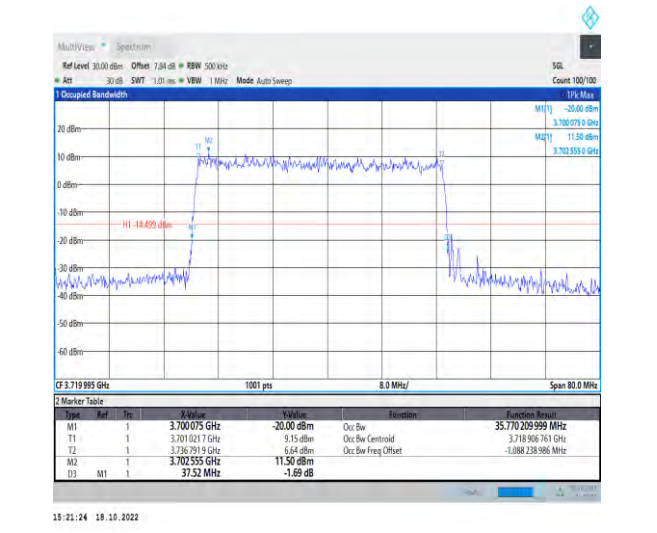 MultiView Spectrum
Ref Level 30.00 dBm Offset 7.84 dB RBW 500 kHz SGL
Att 30 dB SWT 1.01 ms VBW 1 MHz Mode Auto Sweep Count 100/100
1 Occupied Bandwidth 1Pk Max
M1[1] -20.00 dBm
3.700 075 0 GHz
M2[1] 11.50 dBm
3.702 555 0 GHz
20 dBm
M2
T1 T2
10 dBm
0 dBm
-10 dBm
H1 -14.499 dBm
M1
-20 dBm
D3
-30 dBm
-40 dBm
-50 dBm
-60 dBm
CF 3.719 995 GHz 1001 pts 8.0 MHz/ Span 80.0 MHz
2 Marker Table
Type Ref Trc X-Value Y-Value Function Function Result
M1 1 3.700 075 GHz -20.00 dBm Occ Bw 35.770 209 999 MHz
T1 1 3.701 021 7 GHz 9.15 dBm Occ Bw Centroid 3.718 906 761 GHz
T2 1 3.736 791 9 GHz 6.64 dBm Occ Bw Freq Offset -1.088 238 986 MHz
M2 1 3.702 555 GHz 11.50 dBm
D3 M1 1 37.52 MHz -1.69 dB
15:21:24 18.10.2022